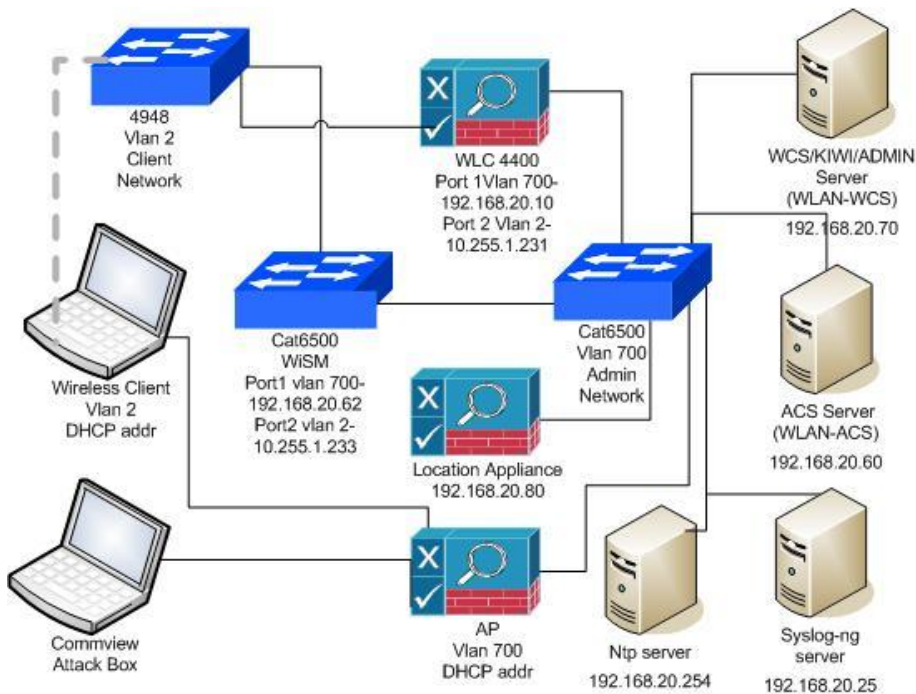 4948
Vlan 2
Client
Network
WLC 4400
Port 1Vlan 700-
192.168.20.10
Port 2 Vlan 2-
10.255.1.231
WCS/KIWI/ADMIN
Server
(WLAN-WCS)
192.168.20.70
Cat6500
WiSM
Port1 vlan 700-
192.168.20.62
Port2 vlan 2-
10.255.1.233
Cat6500
Vlan 700
Admin
Network
Wireless Client
Vlan 2
DHCP addr
ACS Server
(WLAN-ACS)
192.168.20.60
Location Appliance
192.168.20.80
Commview
Attack Box
AP
Vlan 700
DHCP addr
Ntp server
192.168.20.254
Syslog-ng
server
192.168.20.25